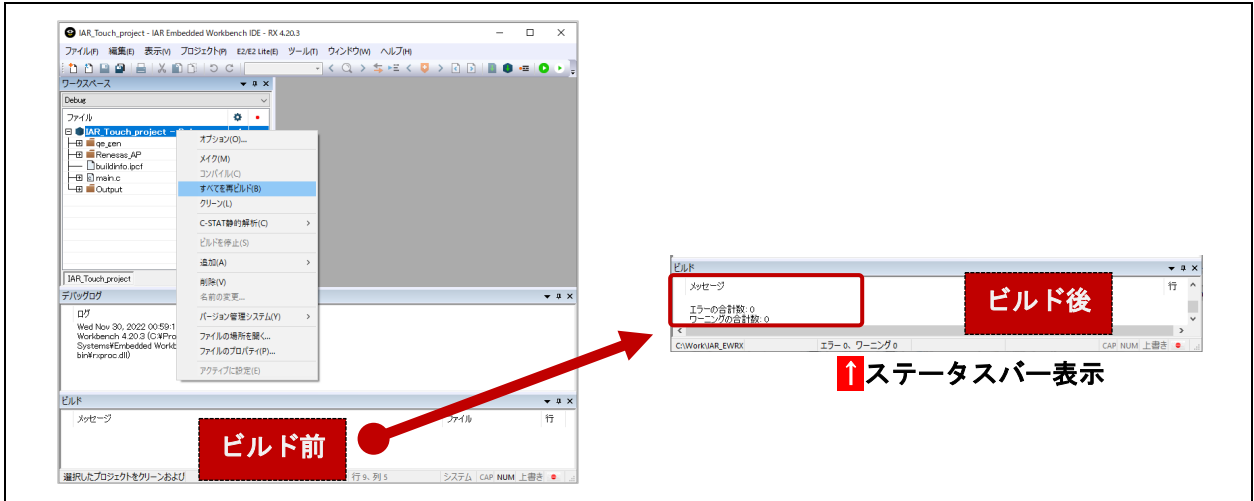 IAR_Touch_project - IAR Embedded Workbench IDE - RX 4.20.3
ファイル(F) 編集(E) 表示(V) プロジェクト(P) E2/E2 Lite(E) ツール(T) ウィンドウ(W) ヘルプ(H)
ワークスペース
Debug
ファイル
IAR_Touch_project
qe_gen
Renesas_AP
buildinfo.ipcf
main.c
Output
IAR_Touch_project
オプション(O)...
メイク(M)
コンパイル(C)
すべてを再ビルド(B)
クリーン(L)
C-STAT静的解析(C)
ビルドを停止(S)
追加(A)
削除(V)
名前の変更...
バージョン管理システム(Y)
ファイルの場所を開く...
ファイルのプロパティ(P)...
アクティブに設定(E)
デバッグログ
ログ
Wed Nov 30, 2022 00:59:1
Workbench 4.20.3 (C:¥Pro
Systems¥Embedded Workb
bin¥rxproc.dll)
ビルド
メッセージ ファイル 行
ビルド前
選択したプロジェクトをクリーンおよび 行 9、列 5 システム CAP NUM 上書き
ビルド
メッセージ 行
エラーの合計数: 0
ワーニングの合計数: 0
ビルド後
C:\Work\IAR_EWRX エラー 0、ワーニング 0 CAP NUM 上書き
↑ステータスバー表示